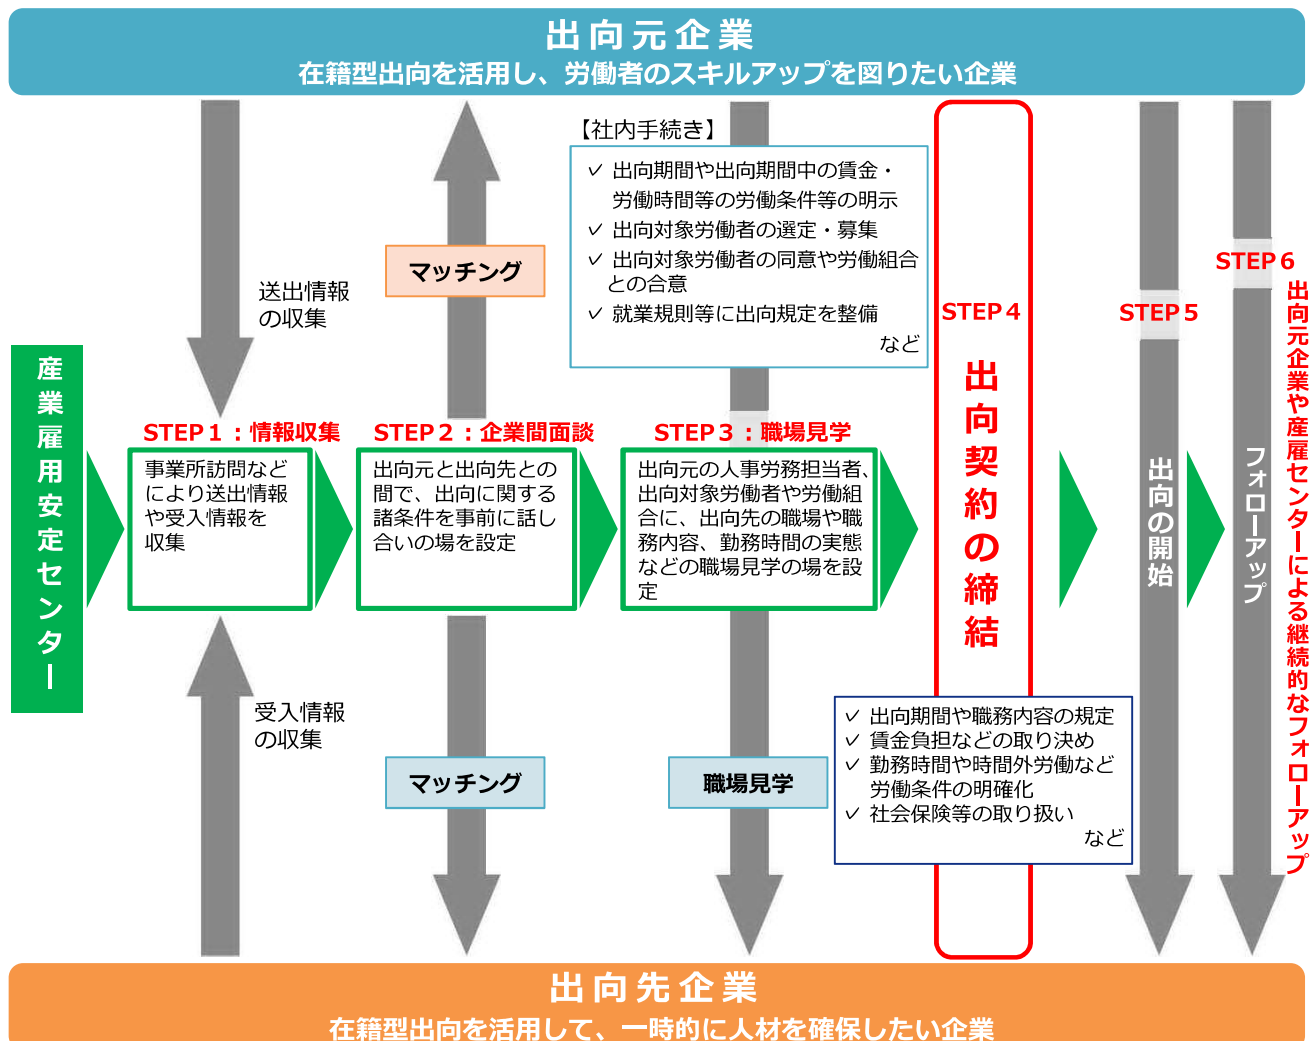 出向元企業
在籍型出向を活用し、労働者のスキルアップを図りたい企業
【社内手続き】
✓ 出向期間や出向期間中の賃金・
労働時間等の労働条件等の明示
✓ 出向対象労働者の選定・募集
✓ 出向対象労働者の同意や労働組合
との合意
✓ 就業規則等に出向規定を整備
など
マッチング
送出情報
の収集
産業雇用安定センター
STEP１：情報収集
事業所訪問など
により送出情報
や受入情報を
収集
STEP２：企業間面談
出向元と出向先との
間で、出向に関する
諸条件を事前に話し
合いの場を設定
STEP３：職場見学
出向元の人事労務担当者、
出向対象労働者や労働組
合に、出向先の職場や職
務内容、勤務時間の実態
などの職場見学の場を設
定
STEP４
出向契約の締結
STEP５
出向の開始
STEP６
フォローアップ
出向元企業や産雇センターによる継続的なフォローアップ
受入情報
の収集
マッチング
職場見学
✓ 出向期間や職務内容の規定
✓ 賃金負担などの取り決め
✓ 勤務時間や時間外労働など
労働条件の明確化
✓ 社会保険等の取り扱い
など
出向先企業
在籍型出向を活用して、一時的に人材を確保したい企業